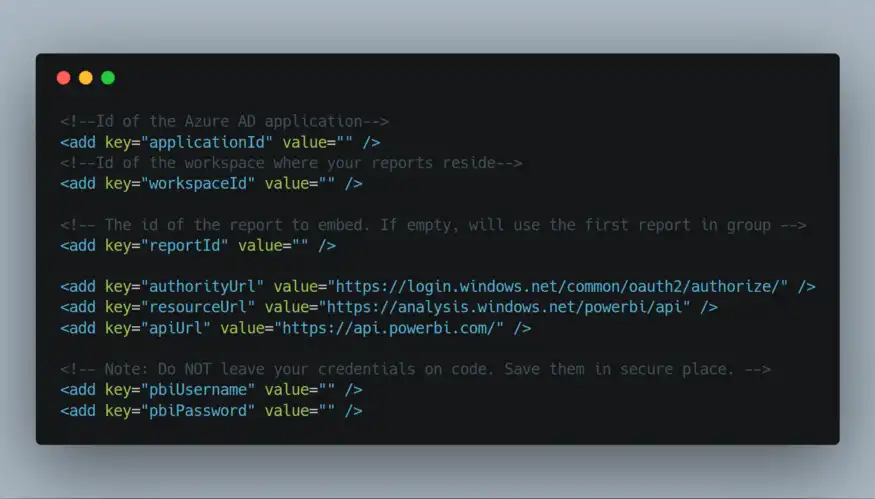 <!--Id of the Azure AD application-->
<add key="applicationId" value="" />
<!--Id of the workspace where your reports reside-->
<add key="workspaceId" value="" />
<!-- The id of the report to embed. If empty, will use the first report in group -->
<add key="reportId" value="" />
<add key="authorityUrl" value="https://login.windows.net/common/oauth2/authorize/" />
<add key="resourceUrl" value="https://analysis.windows.net/powerbi/api" />
<add key="apiUrl" value="https://api.powerbi.com/" />
<!-- Note: Do NOT leave your credentials on code. Save them in secure place. -->
<add key="pbiUsername" value="" />
<add key="pbiPassword" value="" />